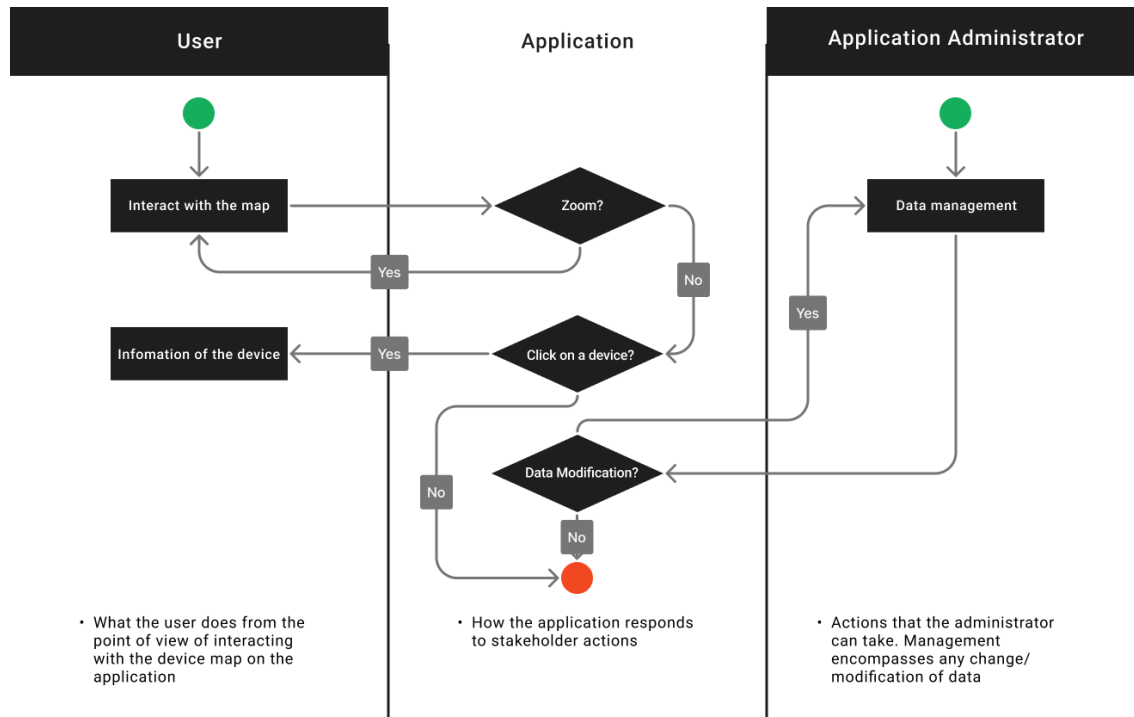 User
Application
Application Administrator
Interact with the map
Zoom?
Data management
Yes
No
Yes
Infomation of the device
Yes
Click on a device?
Data Modification?
No
No
• What the user does from the
point of view of interacting
with the device map on the
application
• How the application responds
to stakeholder actions
• Actions that the administrator
can take. Management
encompasses any change/
modification of data